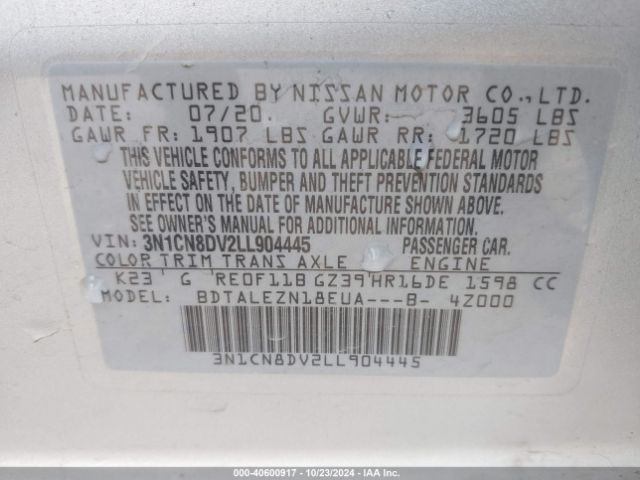 MANUFACTURED BY NISSAN MOTOR CO.,LTD.
DATE: 07/20 GVWR: 3605 LBS
GAWR FR: 1907 LBS GAWR RR: 1720 LBS
THIS VEHICLE CONFORMS TO ALL APPLICABLE FEDERAL MOTOR
VEHICLE SAFETY, BUMPER AND THEFT PREVENTION STANDARDS
IN EFFECT ON THE DATE OF MANUFACTURE SHOWN ABOVE.
SEE OWNER'S MANUAL FOR ADDITIONAL INFORMATION.
VIN: 3N1CN8DV2LL904445 PASSENGER CAR.
COLOR TRIM TRANS AXLE ENGINE
K23 G RE0F11B GZ39 HR16DE 1598 CC
MODEL: BDTALEZN18EUA---B- 4Z000
3N1CN8DV2LL904445
000-40600917 - 10/23/2024 - IAA Inc.